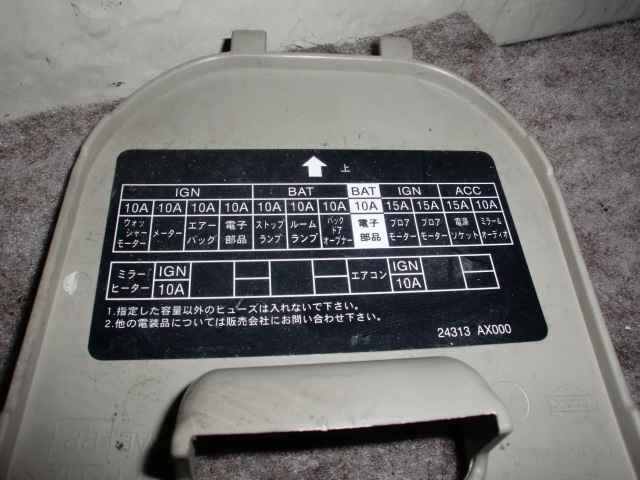 上
IGN BAT BAT IGN ACC
10A 10A 10A 10A 10A 10A 10A 10A 15A 15A 15A 10A
ウォッシャーモーター メーター エアーバッグ 電子部品 ストップランプ ルームランプ バックドアオープナー 電子部品 ブロアモーター ブロアモーター 電源ソケット ミラー&オーディオ
ミラーヒーター IGN 10A エアコン IGN 10A
1.指定した容量以外のヒューズは入れないで下さい。
2.他の電装品については販売会社にお問い合わせ下さい。
24313 AX000